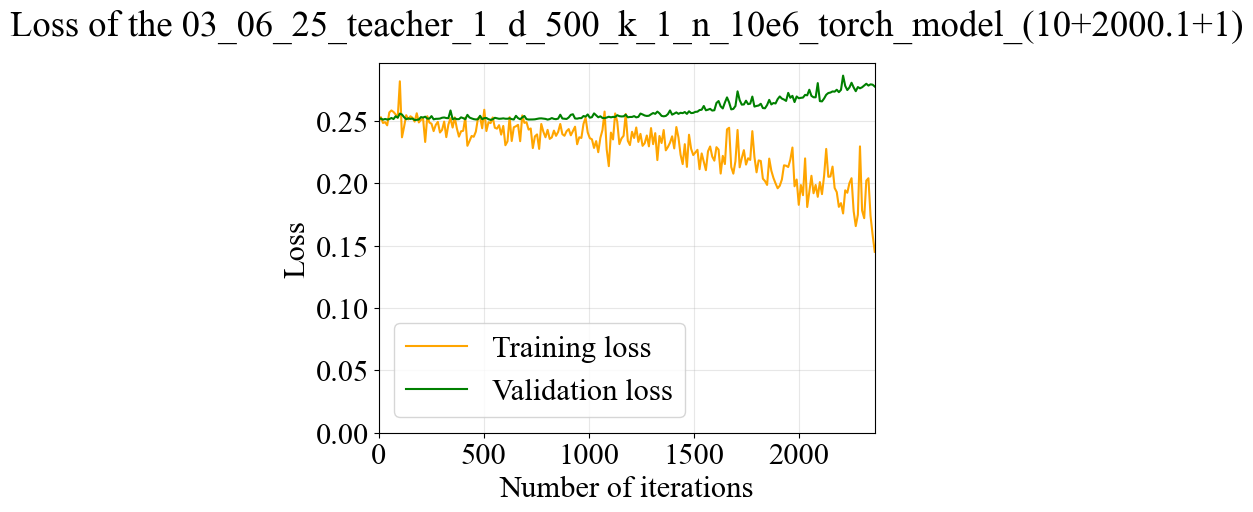 Loss of the 03_06_25_teacher_1_d_500_k_1_n_10e6_torch_model_(10+2000.1+1)
Loss
0.25
0.20
0.15
0.10
0.05
0.00
Training loss
Validation loss
0 500 1000 1500 2000
Number of iterations